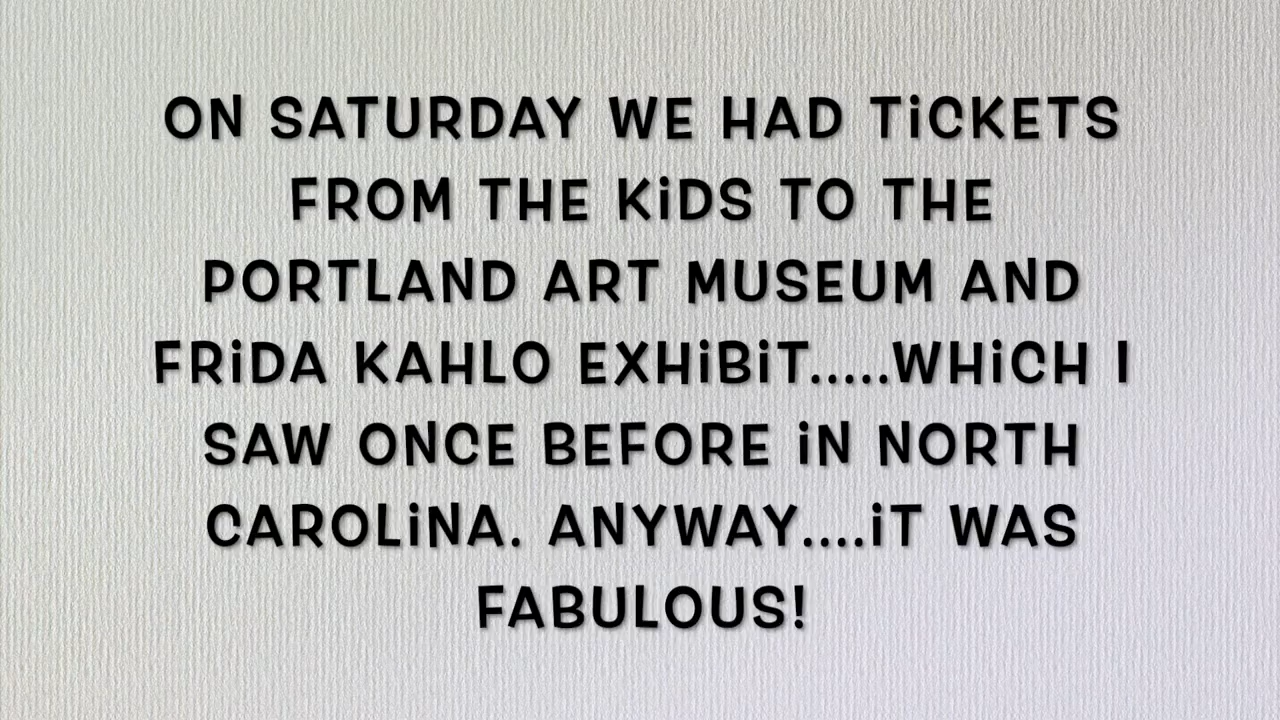 ON SATURDAY WE HAD TiCKETS
FROM THE KiDS TO THE
PORTLAND ART MUSEUM AND
FRiDA KAHLO EXHiBiT.....WHiCH I
SAW ONCE BEFORE iN NORTH
CAROLiNA. ANYWAY....iT WAS
FABULOUS!